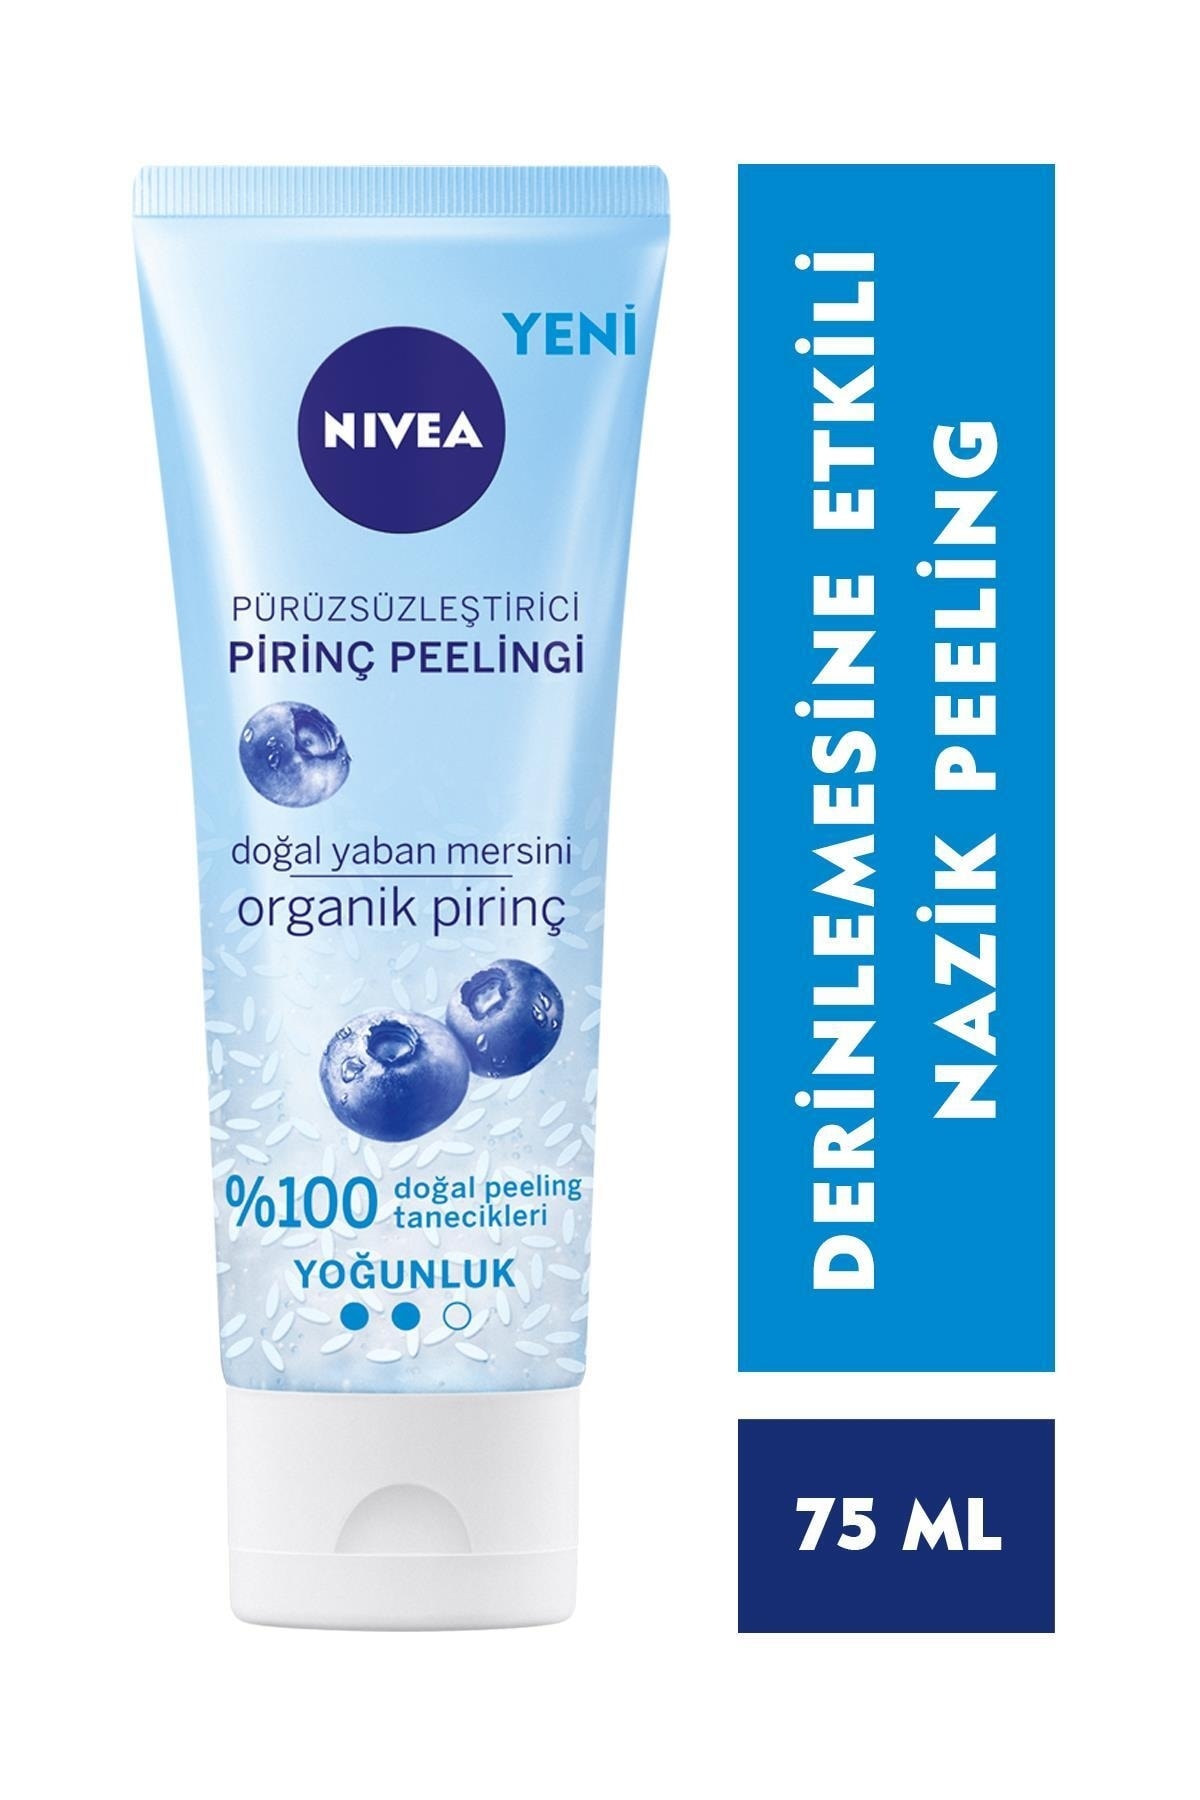 YENİ
NIVEA
PÜRÜZSÜZLEŞTİRİCİ
PİRİNÇ PEELİNGİ
doğal yaban mersini
organik pirinç
%100 doğal peeling
tanecikleri
YOĞUNLUK
DERİNLEMESİNE ETKİLİ
NAZİK PEELİNG
75 ML